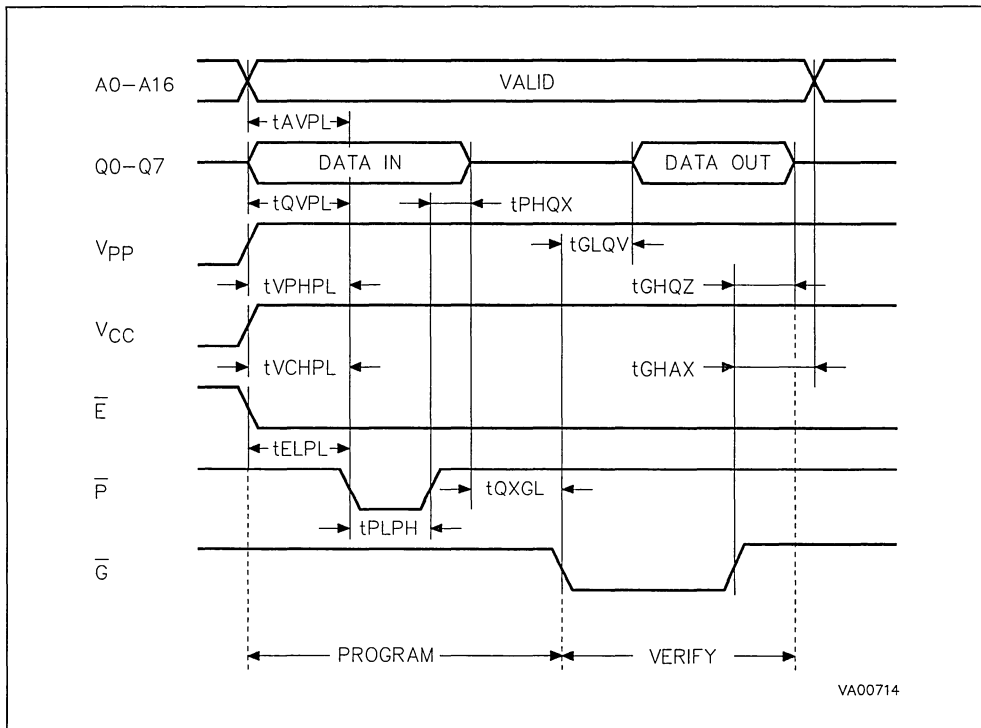 A0-A16
VALID
tAVPL
Q0-Q7
DATA IN
DATA OUT
tQVPL
tPHQX
VPP
tGLQV
tVPHPL
tGHQZ
VCC
tVCHPL
tGHAX
E
tELPL
P
tQXGL
tPLPH
G
PROGRAM
VERIFY
VA00714